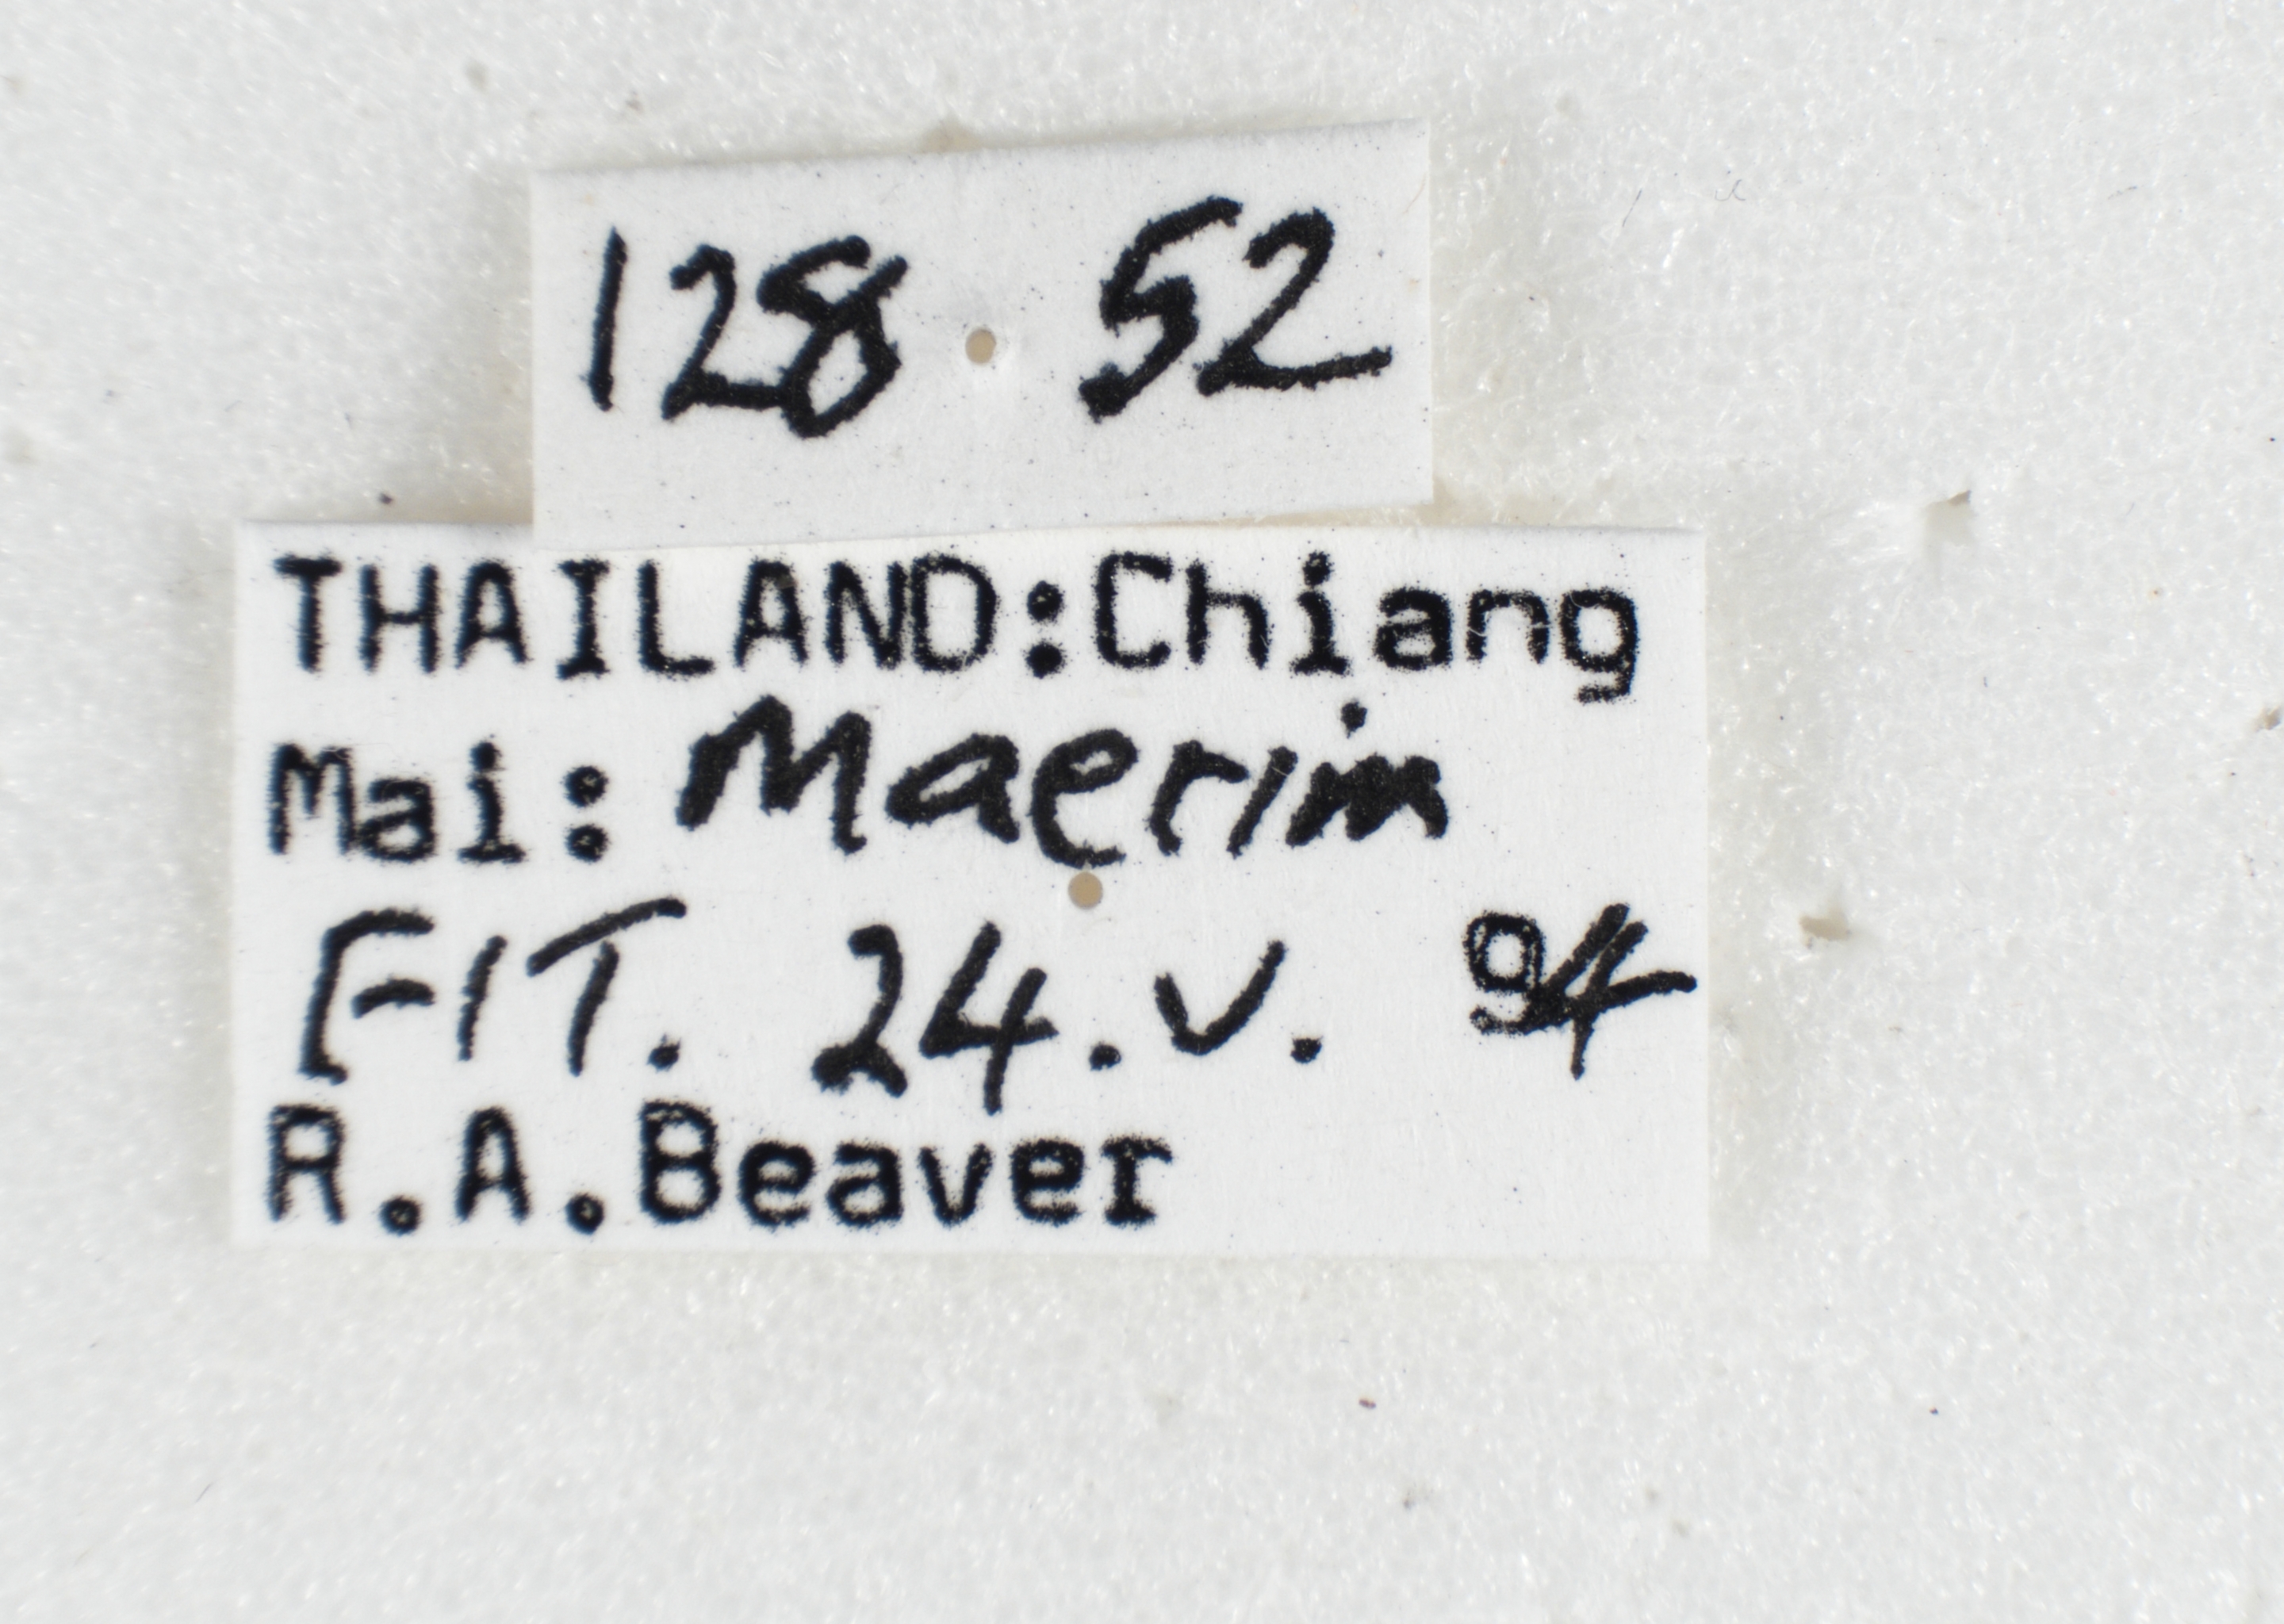 128 52
THAILAND:Chiang
Mai: Maerim
FIT. 24.V. 94
R.A.Beaver